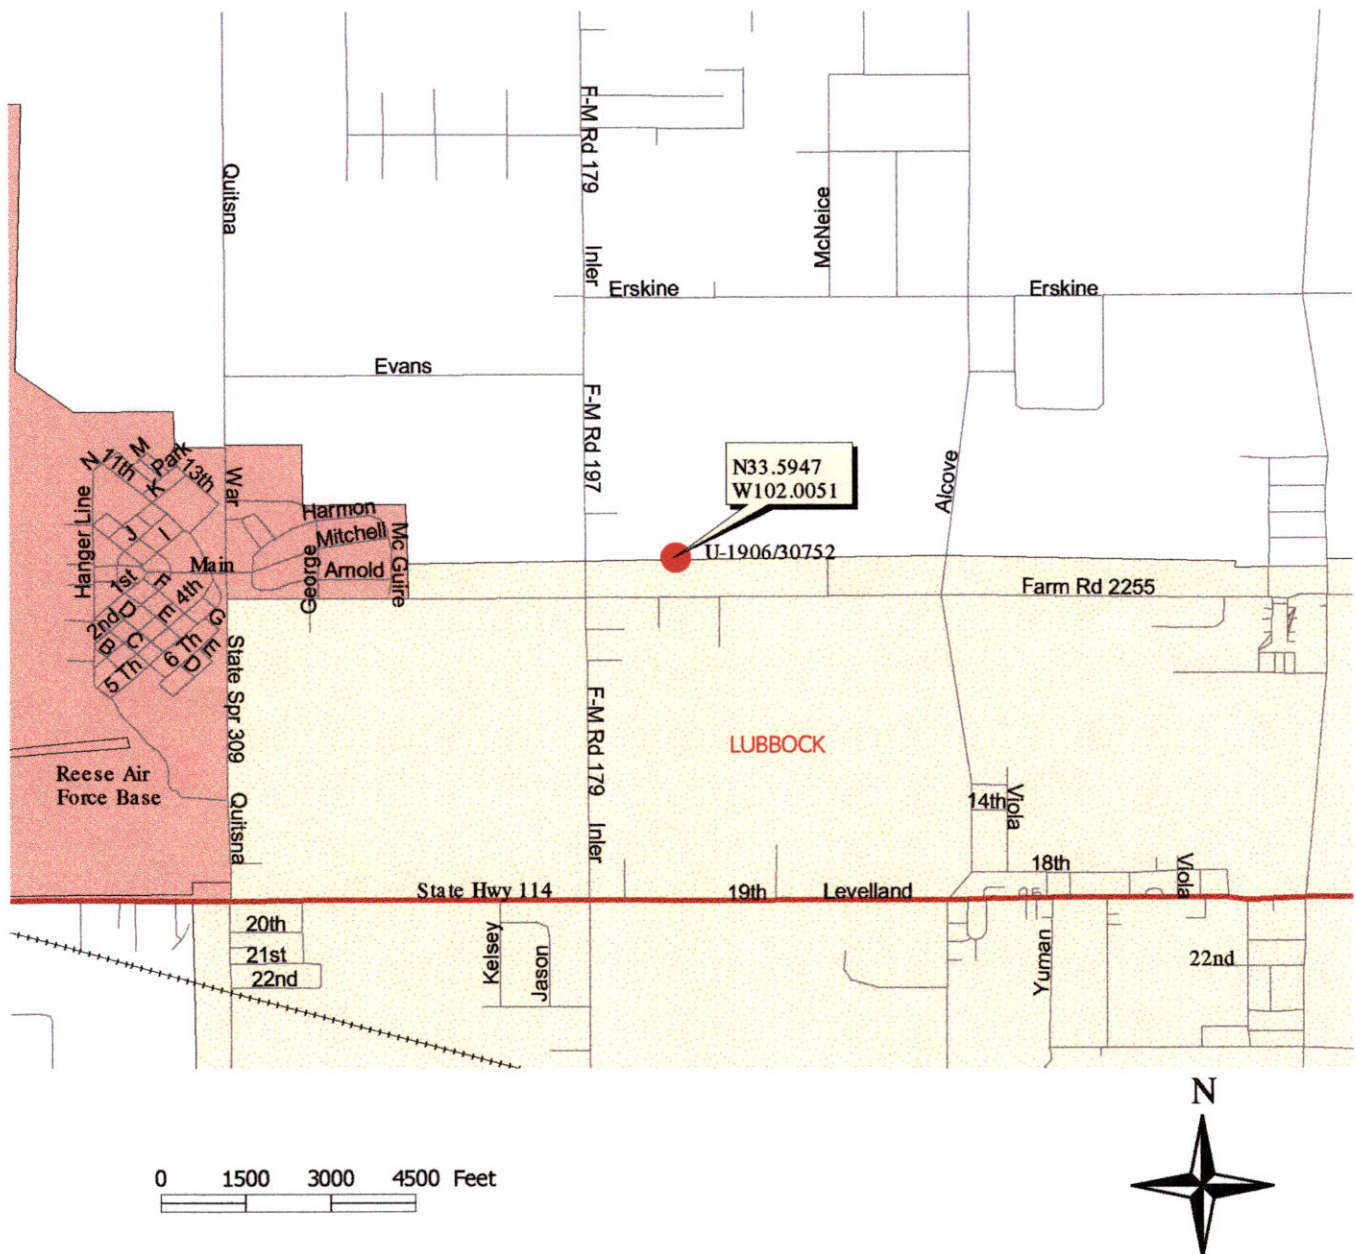 F-M Rd 179
Quitsna
McNeice
Inler
Erskine
Erskine
Evans
F-M Rd 197
N33.5947
W102.0051
Alcove
N
M
Park
11th
13th
K
War
Hanger Line
J
I
Harmon
Mitchell
Mc Guire
U-1906/30752
Main
George
Arnold
1st
F
4th
Farm Rd 2255
2nd
D
E
G
B
C
6 Th
E
5 Th
D
State Spr 309
F-M Rd 179
LUBBOCK
Reese Air
Force Base
Quitsna
Inler
14th
Viola
18th
Viola
State Hwy 114
19th
Levelland
20th
21st
22nd
Kelsey
Jason
Yuman
22nd
N
0 1500 3000 4500 Feet